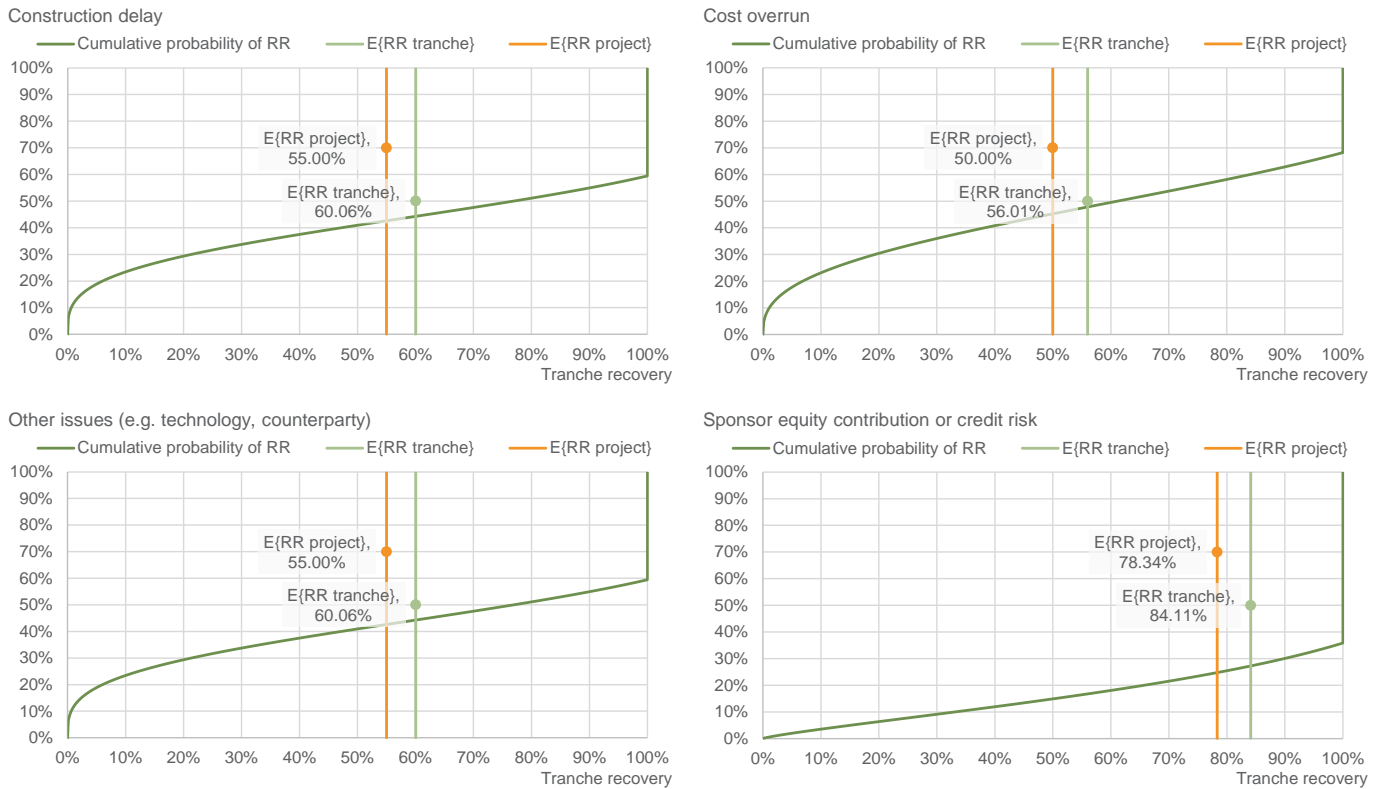 Construction delay
Cumulative probability of RR E{RR tranche} E{RR project}
100%
90%
80%
70%
60%
50%
40%
30%
20%
10%
0%
E{RR project},
55.00%
E{RR tranche},
60.06%
0% 10% 20% 30% 40% 50% 60% 70% 80% 90% 100%
Tranche recovery
Cost overrun
Cumulative probability of RR E{RR tranche} E{RR project}
100%
90%
80%
70%
60%
50%
40%
30%
20%
10%
0%
E{RR project},
50.00%
E{RR tranche},
56.01%
0% 10% 20% 30% 40% 50% 60% 70% 80% 90% 100%
Tranche recovery
Other issues (e.g. technology, counterparty)
Cumulative probability of RR E{RR tranche} E{RR project}
100%
90%
80%
70%
60%
50%
40%
30%
20%
10%
0%
E{RR project},
55.00%
E{RR tranche},
60.06%
0% 10% 20% 30% 40% 50% 60% 70% 80% 90% 100%
Tranche recovery
Sponsor equity contribution or credit risk
Cumulative probability of RR E{RR tranche} E{RR project}
100%
90%
80%
70%
60%
50%
40%
30%
20%
10%
0%
E{RR project},
78.34%
E{RR tranche},
84.11%
0% 10% 20% 30% 40% 50% 60% 70% 80% 90% 100%
Tranche recovery